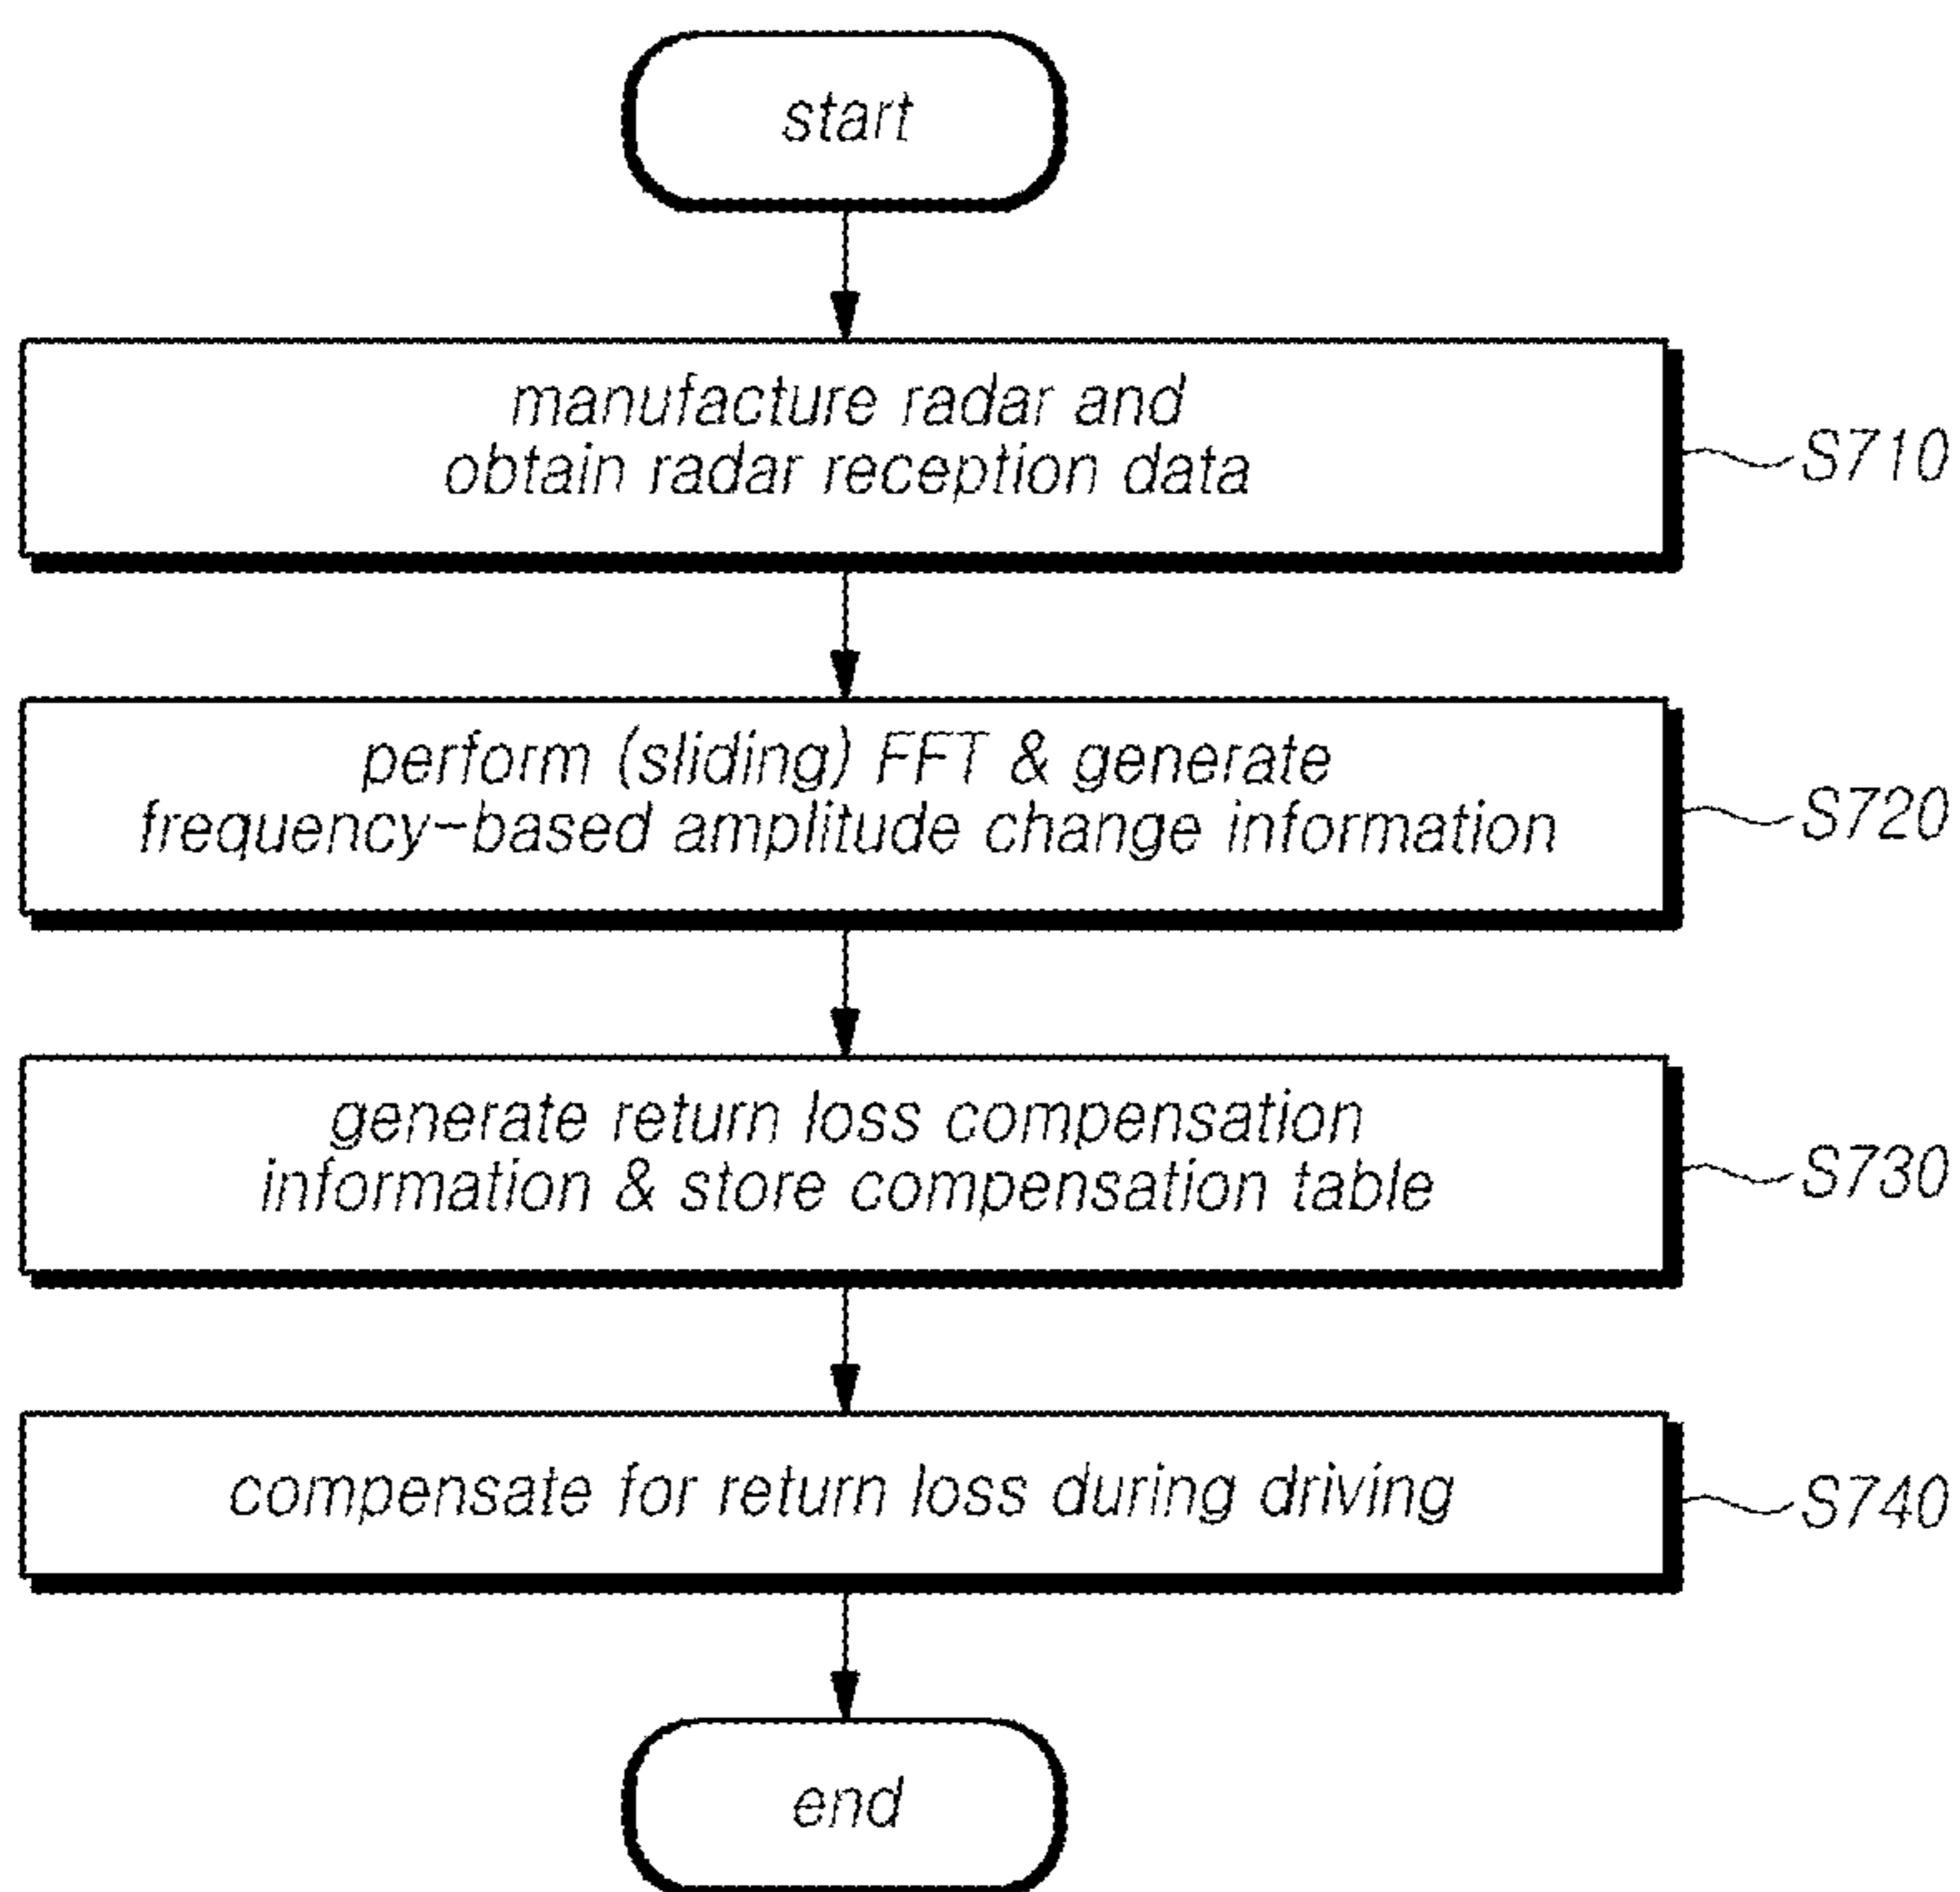 start
manufacture radar and
obtain radar reception data
S710
perform (sliding) FFT & generate
frequency-based amplitude change information
S720
generate return loss compensation
information & store compensation table
S730
compensate for return loss during driving
S740
end